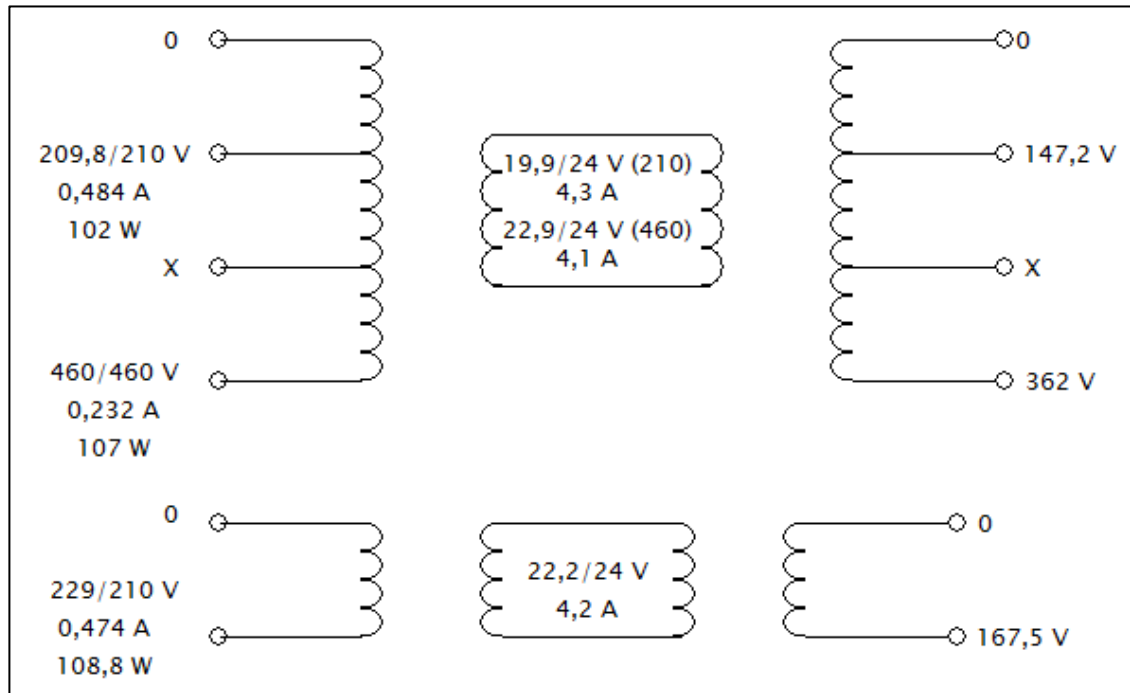 0
0
209,8/210 V
0,484 A
102 W
19,9/24 V (210)
4,3 A
22,9/24 V (460)
4,1 A
147,2 V
X
X
460/460 V
0,232 A
107 W
362 V
0
0
229/210 V
0,474 A
108,8 W
22,2/24 V
4,2 A
167,5 V